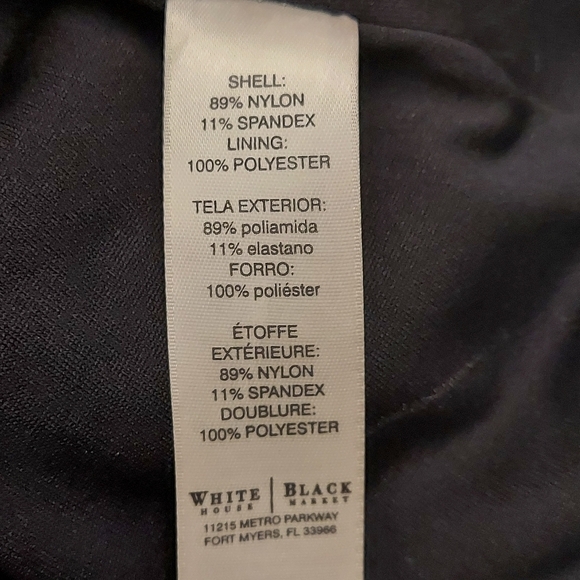 SHELL:
89% NYLON
11% SPANDEX
LINING:
100% POLYESTER
TELA EXTERIOR:
89% poliamida
11% elastano
FORRO:
100% poliéster
ÉTOFFE
EXTÉRIEURE:
89% NYLON
11% SPANDEX
DOUBLURE:
100% POLYESTER
WHITE | BLACK
HOUSE MARKET
11215 METRO PARKWAY
FORT MYERS, FL 33966